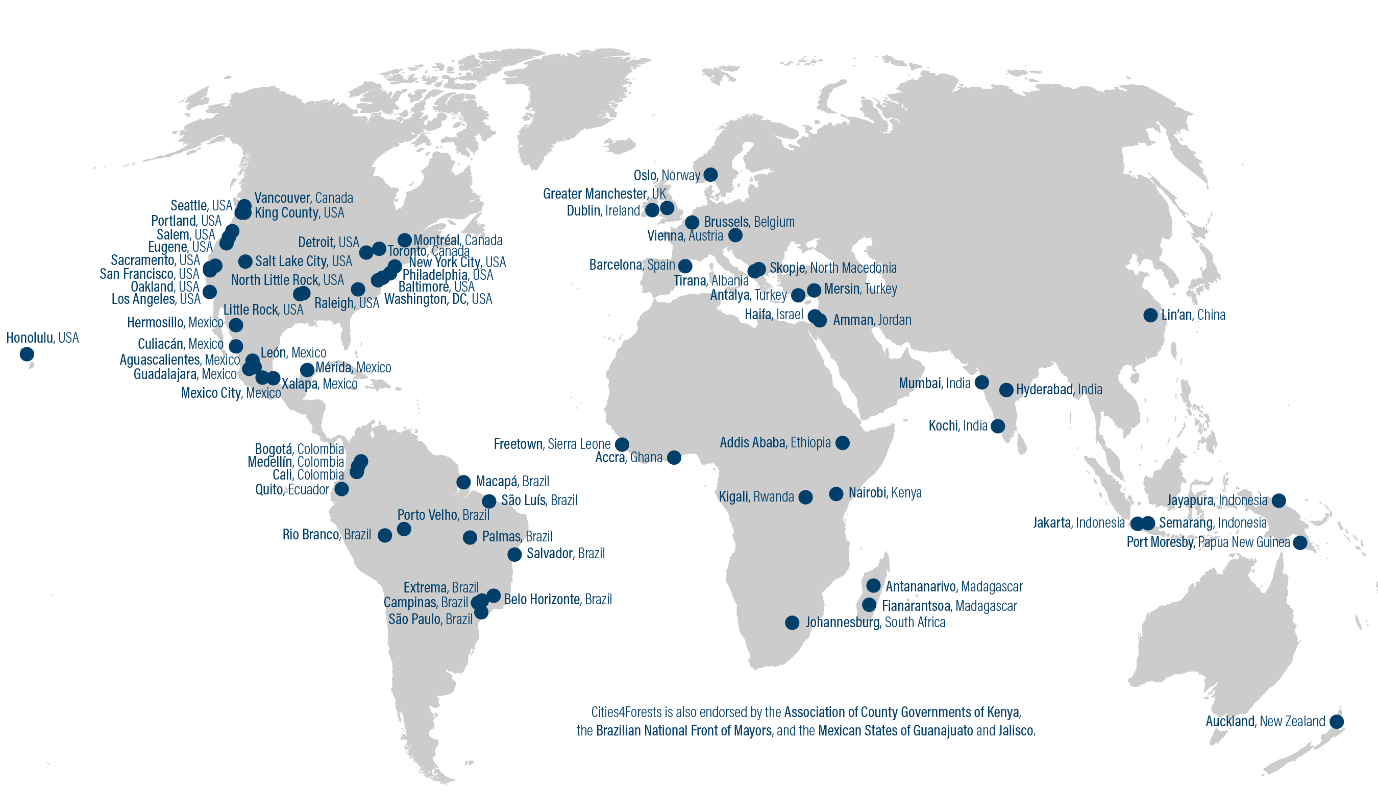 Vancouver, Canada
Seattle, USA
King County, USA
Portland, USA
Salem, USA
Eugene, USA
Sacramento, USA
San Francisco, USA
Oakland, USA
Los Angeles, USA
Salt Lake City, USA
Detroit, USA
Montréal, Canada
Toronto, Canada
New York City, USA
Philadelphia, USA
Baltimore, USA
Washington, DC, USA
North Little Rock, USA
Little Rock, USA
Raleigh, USA
Honolulu, USA
Hermosillo, Mexico
Culiacán, Mexico
León, Mexico
Aguascalientes, Mexico
Guadalajara, Mexico
Mexico City, Mexico
Mérida, Mexico
Xalapa, Mexico
Bogotá, Colombia
Medellín, Colombia
Cali, Colombia
Quito, Ecuador
Macapá, Brazil
São Luís, Brazil
Porto Velho, Brazil
Rio Branco, Brazil
Palmas, Brazil
Salvador, Brazil
Extrema, Brazil
Campinas, Brazil
Belo Horizonte, Brazil
São Paulo, Brazil
Oslo, Norway
Greater Manchester, UK
Dublin, Ireland
Brussels, Belgium
Vienna, Austria
Barcelona, Spain
Skopje, North Macedonia
Tirana, Albania
Antalya, Turkey
Mersin, Turkey
Haifa, Israel
Amman, Jordan
Freetown, Sierra Leone
Accra, Ghana
Addis Ababa, Ethiopia
Kigali, Rwanda
Nairobi, Kenya
Antananarivo, Madagascar
Fianarantsoa, Madagascar
Johannesburg, South Africa
Lin'an, China
Mumbai, India
Hyderabad, India
Kochi, India
Jayapura, Indonesia
Jakarta, Indonesia
Semarang, Indonesia
Port Moresby, Papua New Guinea
Auckland, New Zealand
Cities4Forests is also endorsed by the Association of County Governments of Kenya,
the Brazilian National Front of Mayors, and the Mexican States of Guanajuato and Jalisco.